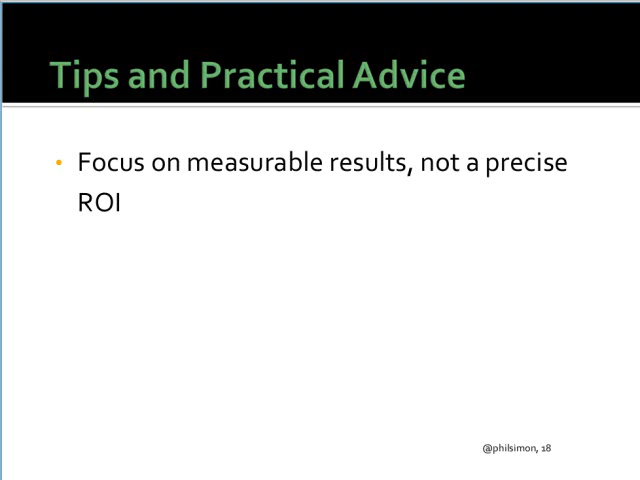 Tips and Practical Advice
• Focus on measurable results, not a precise
ROI
@philsimon, 18